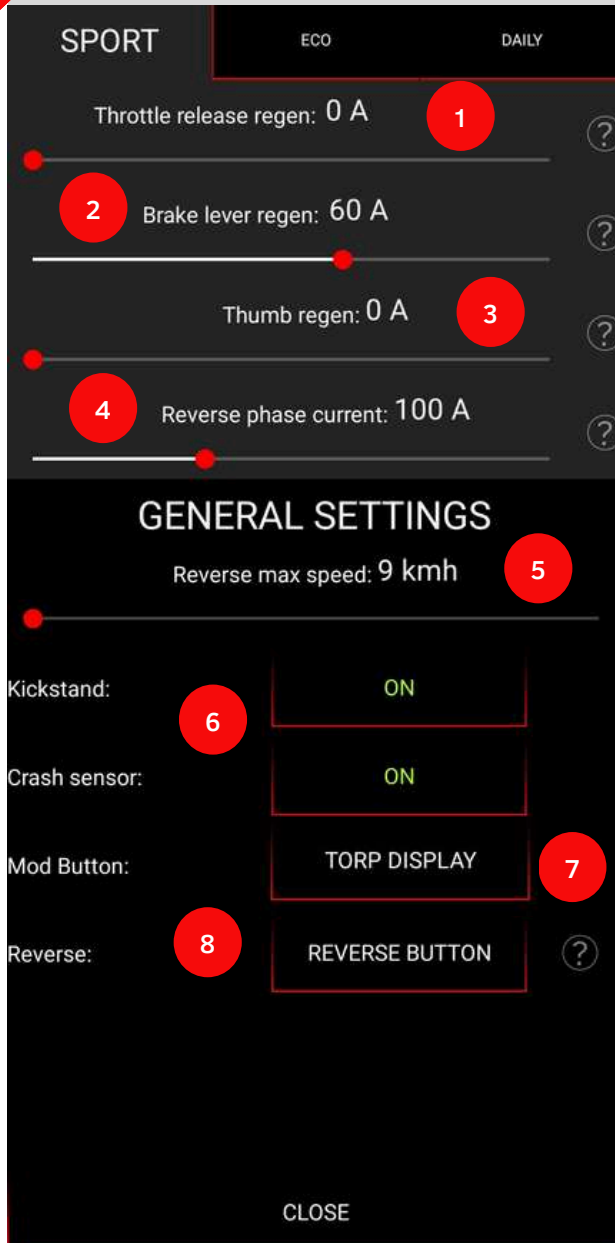 SPORT ECO DAILY
Throttle release regen: 0 A 1 ?
2 Brake lever regen: 60 A ?
Thumb regen: 0 A 3 ?
4 Reverse phase current: 100 A ?
GENERAL SETTINGS
Reverse max speed: 9 kmh 5
Kickstand: ON
6
Crash sensor: ON
Mod Button: TORP DISPLAY 7
Reverse: 8 REVERSE BUTTON ?
CLOSE